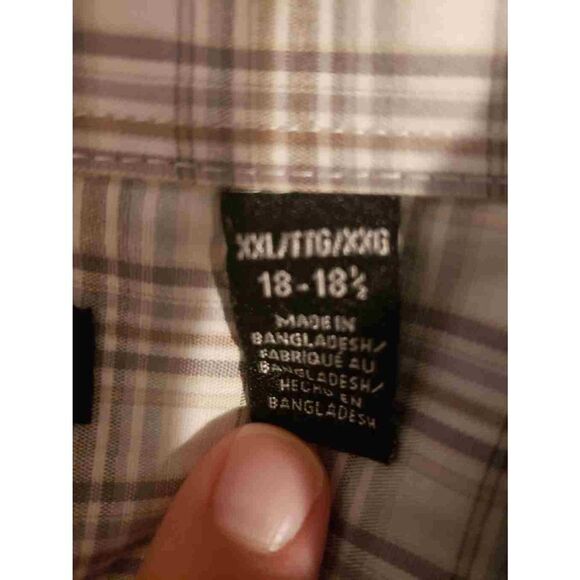 XXL/TTG/XXG
18-18½
MADE IN
BANGLADESH/
FABRIQUÉ AU
BANGLADESH/
HECHO EN
BANGLADESH